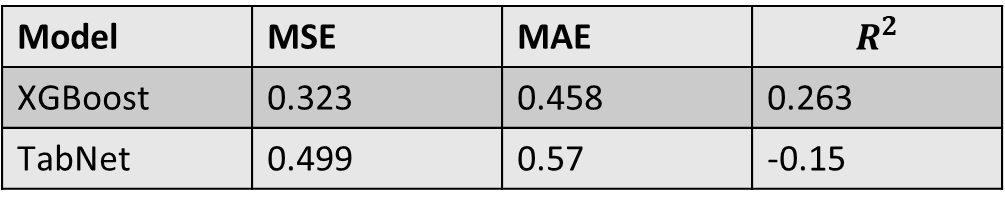 Model MSE MAE R²
XGBoost 0.323 0.458 0.263
TabNet 0.499 0.57 -0.15